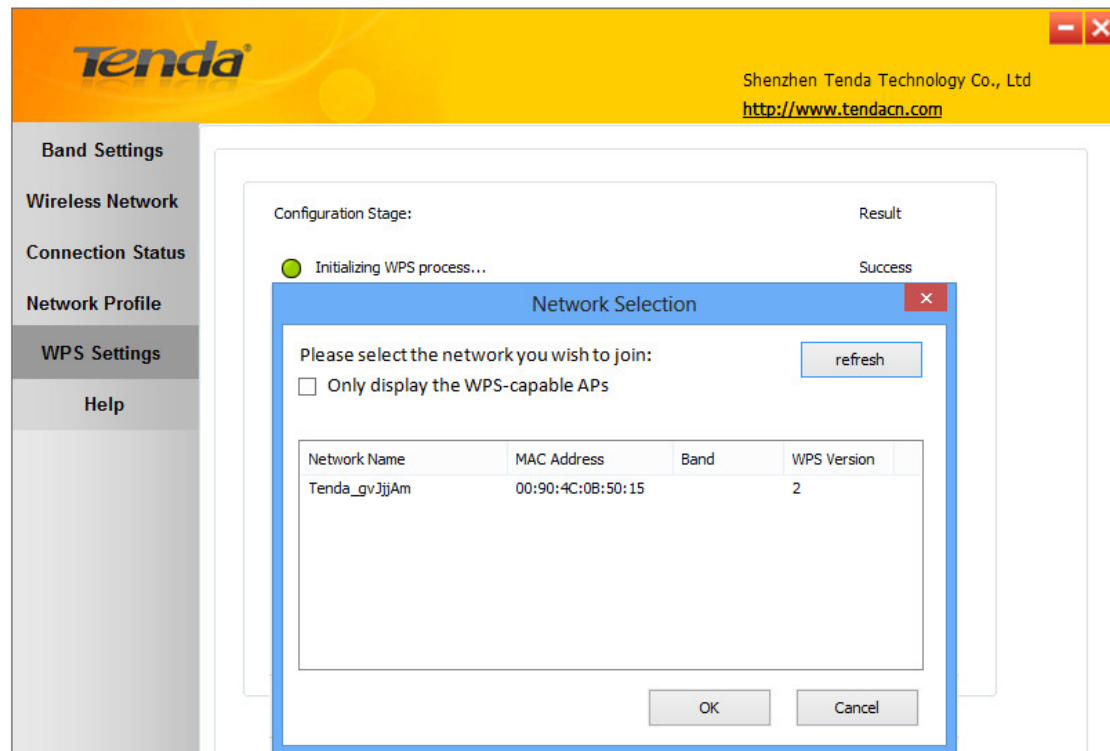 Tenda®
Shenzhen Tenda Technology Co., Ltd
http://www.tendacn.com
Band Settings
Wireless Network
Connection Status
Network Profile
WPS Settings
Help
Configuration Stage: Result
Initializing WPS process... Success
Network Selection
Please select the network you wish to join:
refresh
Only display the WPS-capable APs
Network Name MAC Address Band WPS Version
Tenda_gvJjjAm 00:90:4C:0B:50:15 2
OK Cancel